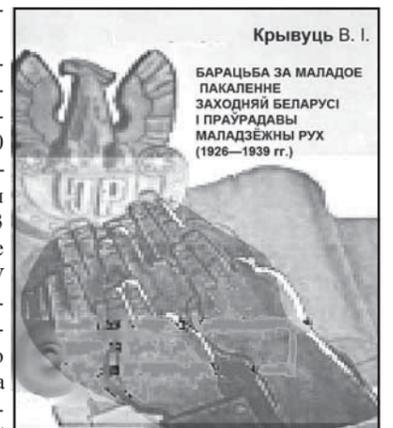 Крывуць В. І.
БАРАЦЬБА ЗА МАЛАДОЕ
ПАКАЛЕННЕ
ЗАХОДНЯЙ БЕЛАРУСІ
І ПРАЎРАДАВЫ
МАЛАДЗЁЖНЫ РУХ
(1926—1939 гг.)